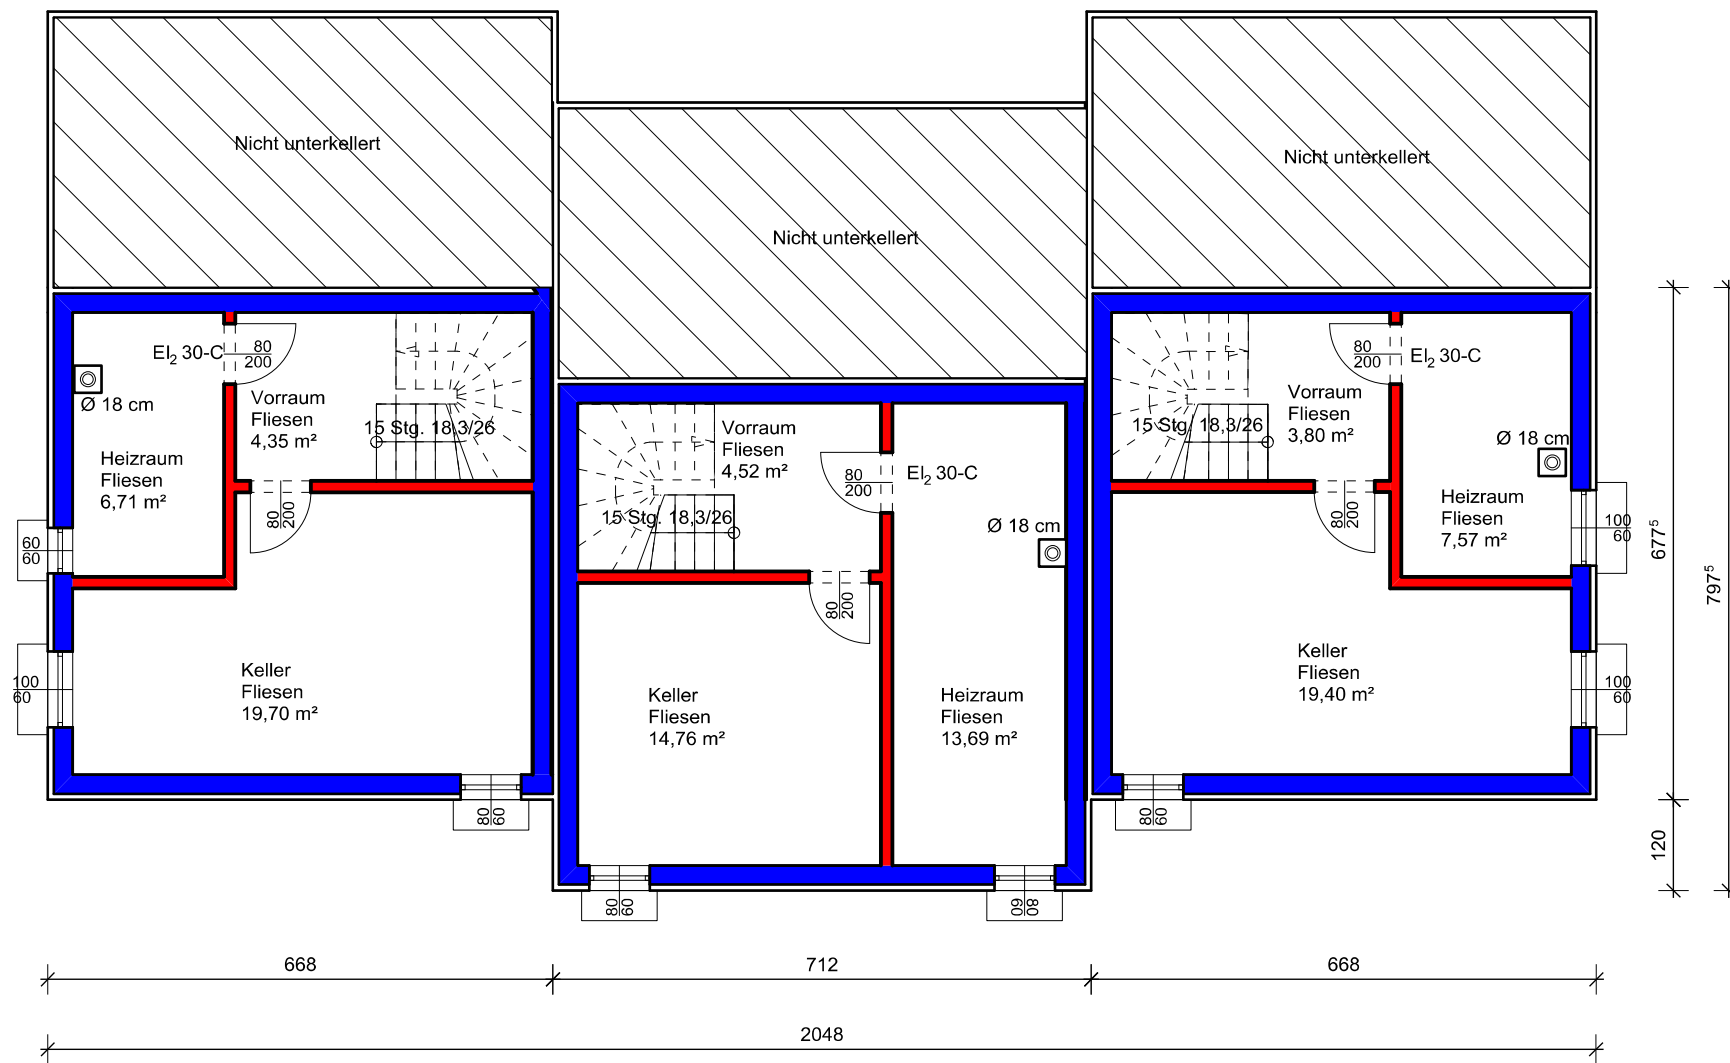 Nicht unterkellert
Nicht unterkellert
Nicht unterkellert
EI₂ 30-C
80
200
Ø 18 cm
Vorraum
Fliesen
4,35 m²
15 Stg. 18,3/26
Heizraum
Fliesen
6,71 m²
80
200
60
60
100
60
Keller
Fliesen
19,70 m²
80
60
Vorraum
Fliesen
4,52 m²
80
200
EI₂ 30-C
15 Stg. 18,3/26
Ø 18 cm
80
200
Keller
Fliesen
14,76 m²
Heizraum
Fliesen
13,69 m²
80
60
80
60
80
200
EI₂ 30-C
Vorraum
Fliesen
3,80 m²
15 Stg. 18,3/26
Ø 18 cm
Heizraum
Fliesen
7,57 m²
80
200
100
60
Keller
Fliesen
19,40 m²
100
60
80
60
677⁵
797⁵
120
668
712
668
2048